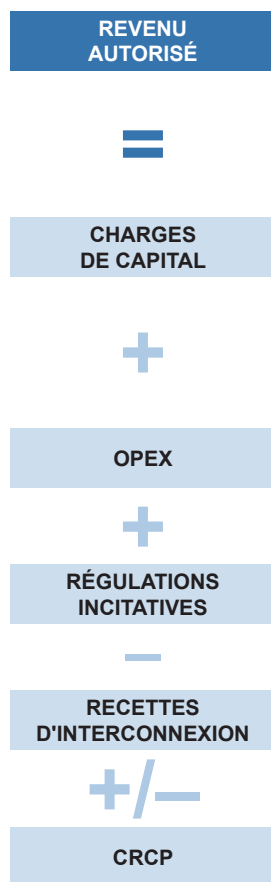 REVENU
AUTORISÉ
=
CHARGES
DE CAPITAL
+
OPEX
+
RÉGULATIONS
INCITATIVES
–
RECETTES
D'INTERCONNEXION
+/–
CRCP